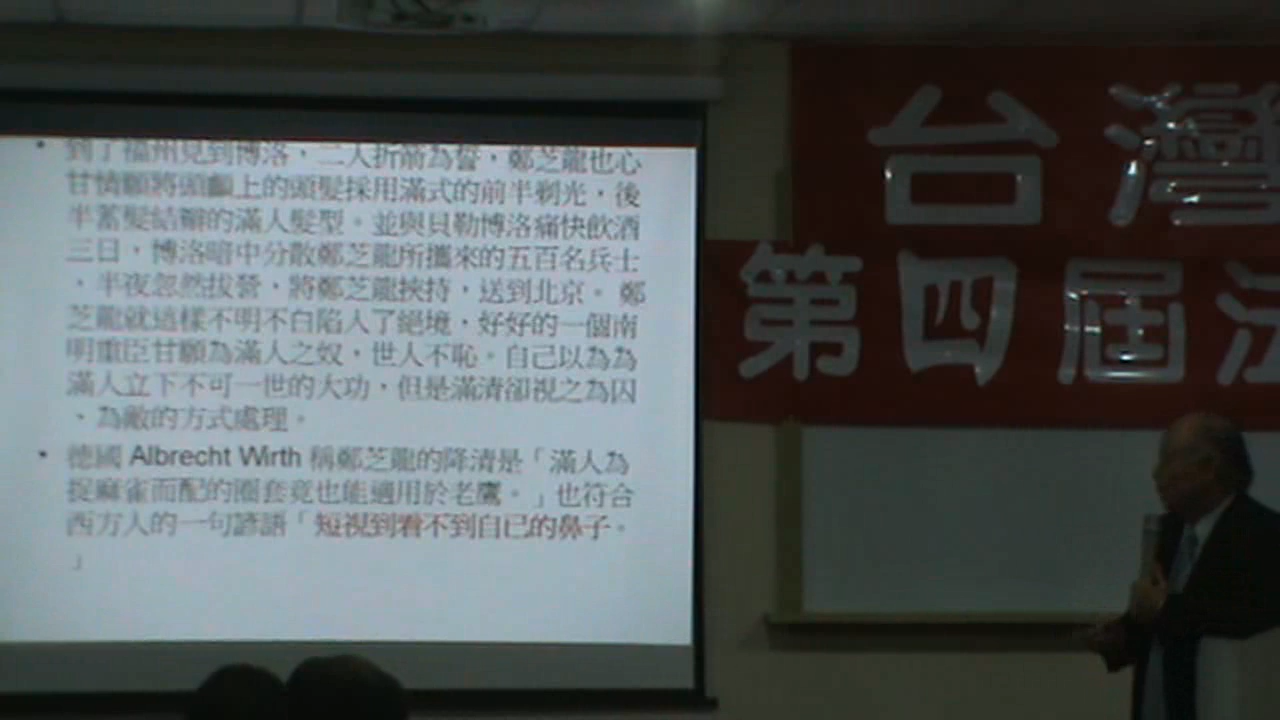 • 到了福州見到博洛，二人折箭為誓，鄭芝龍也心
甘情願將頭顱上的頭髮採用滿式的前半剃光，後
半蓄髮結辮的滿人髮型。並與貝勒博洛痛快飲酒
三日，博洛暗中分散鄭芝龍所攜來的五百名兵士
，半夜忽然拔營，將鄭芝龍挾持，送到北京。 鄭
芝龍就這樣不明不白陷入了絕境，好好的一個南
明重臣甘願為滿人之奴，世人不恥。自己以為為
滿人立下不可一世的大功，但是滿清卻視之為囚
、為敵的方式處理。
• 德國 Albrecht Wirth 稱鄭芝龍的降清是「滿人為
捉麻雀而配的圈套竟也能適用於老鷹。」也符合
西方人的一句諺語「短視到看不到自已的鼻子。
」
台灣
第四屆法